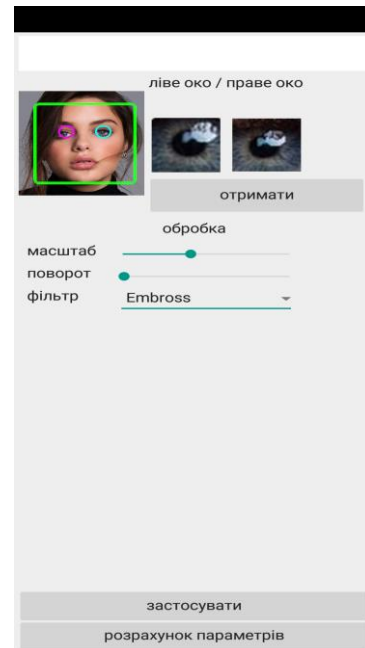 ліве око / праве око
отримати
обробка
масштаб
поворот
фільтр Embross
застосувати
розрахунок параметрів